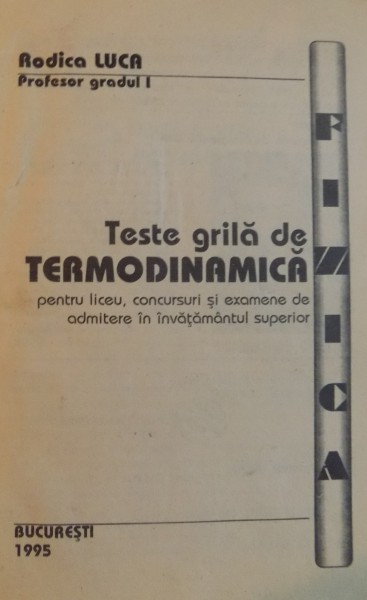 Rodica LUCA
Profesor gradul I
Teste grilă de
TERMODINAMICĂ
pentru liceu, concursuri și examene de
admitere în învățământul superior
FIZICA
BUCUREȘTI
1995